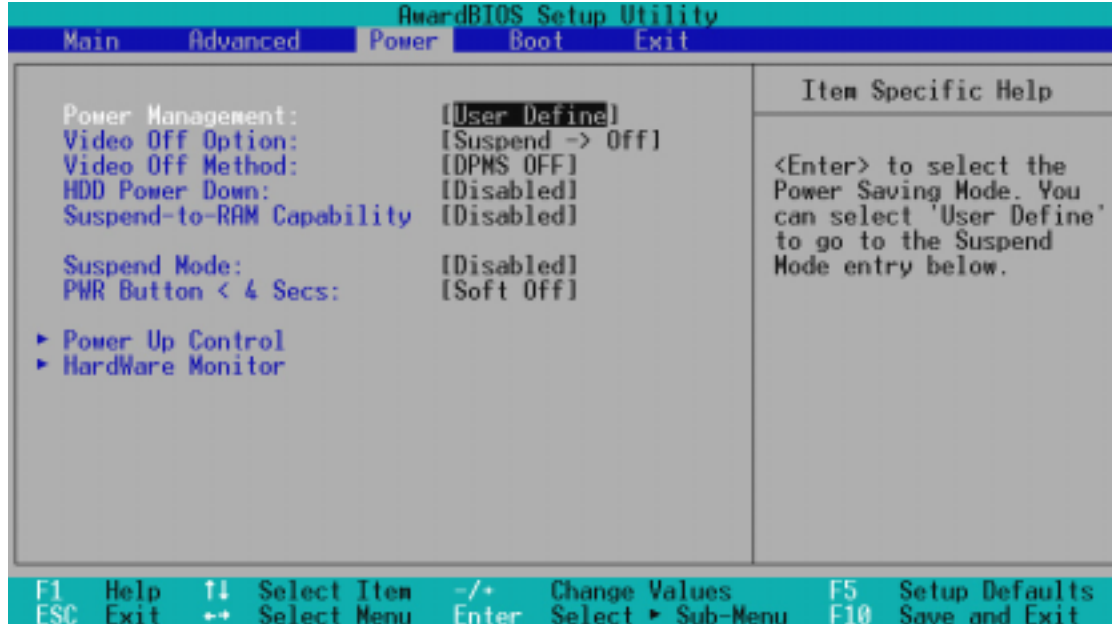 AwardBIOS Setup Utility
Main Advanced Power Boot Exit
Power Management: [User Define]
Video Off Option: [Suspend -> Off]
Video Off Method: [DPMS OFF]
HDD Power Down: [Disabled]
Suspend-to-RAM Capability [Disabled]
Suspend Mode: [Disabled]
PWR Button < 4 Secs: [Soft Off]
▸ Power Up Control
▸ HardWare Monitor
Item Specific Help
<Enter> to select the
Power Saving Mode. You
can select 'User Define'
to go to the Suspend
Mode entry below.
F1 Help ↑↓ Select Item -/+ Change Values F5 Setup Defaults
ESC Exit ←→ Select Menu Enter Select ▸ Sub-Menu F10 Save and Exit